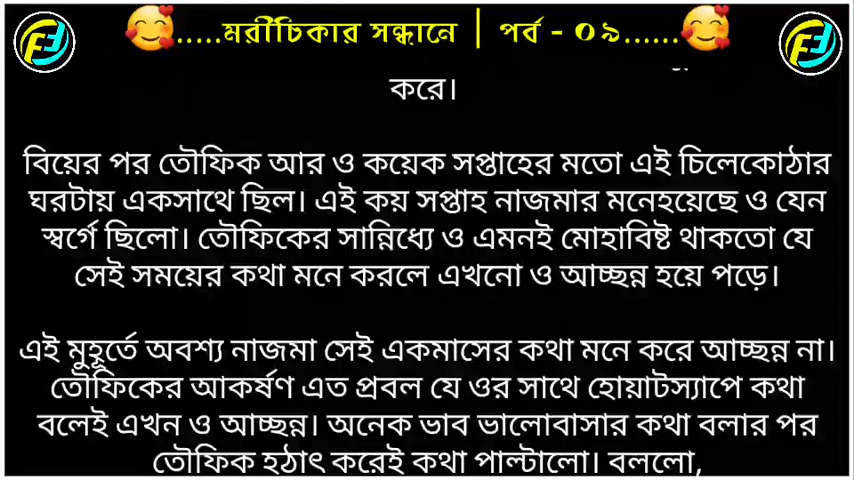 .....মরীচিকার সন্ধানে | পর্ব - ০৯......
করে।
বিয়ের পর তৌফিক আর ও কয়েক সপ্তাহের মতো এই চিলেকোঠার
ঘরটায় একসাথে ছিল। এই কয় সপ্তাহ নাজমার মনেহয়েছে ও যেন
স্বর্গে ছিলো। তৌফিকের সান্নিধ্যে ও এমনই মোহাবিষ্ট থাকতো যে
সেই সময়ের কথা মনে করলে এখনো ও আচ্ছন্ন হয়ে পড়ে।
এই মুহূর্তে অবশ্য নাজমা সেই একমাসের কথা মনে করে আচ্ছন্ন না।
তৌফিকের আকর্ষণ এত প্রবল যে ওর সাথে হোয়াটস্যাপে কথা
বলেই এখন ও আচ্ছন্ন। অনেক ভাব ভালোবাসার কথা বলার পর
তৌফিক হঠাৎ করেই কথা পাল্টালো। বললো,